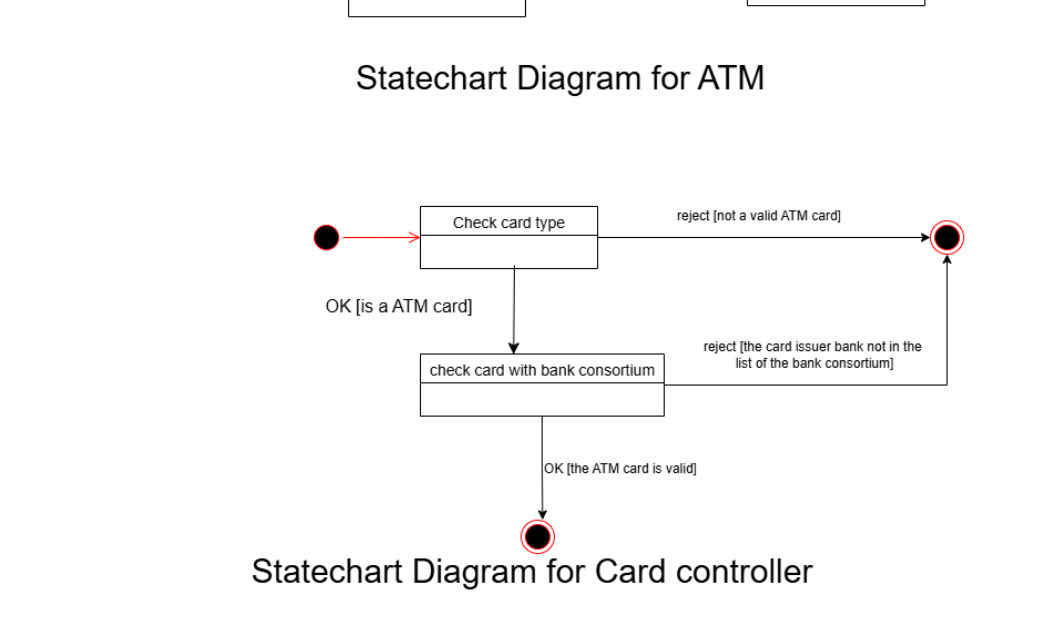 Statechart Diagram for ATM
Check card type
reject [not a valid ATM card]
OK [is a ATM card]
reject [the card issuer bank not in the
list of the bank consortium]
check card with bank consortium
OK [the ATM card is valid]
Statechart Diagram for Card controller